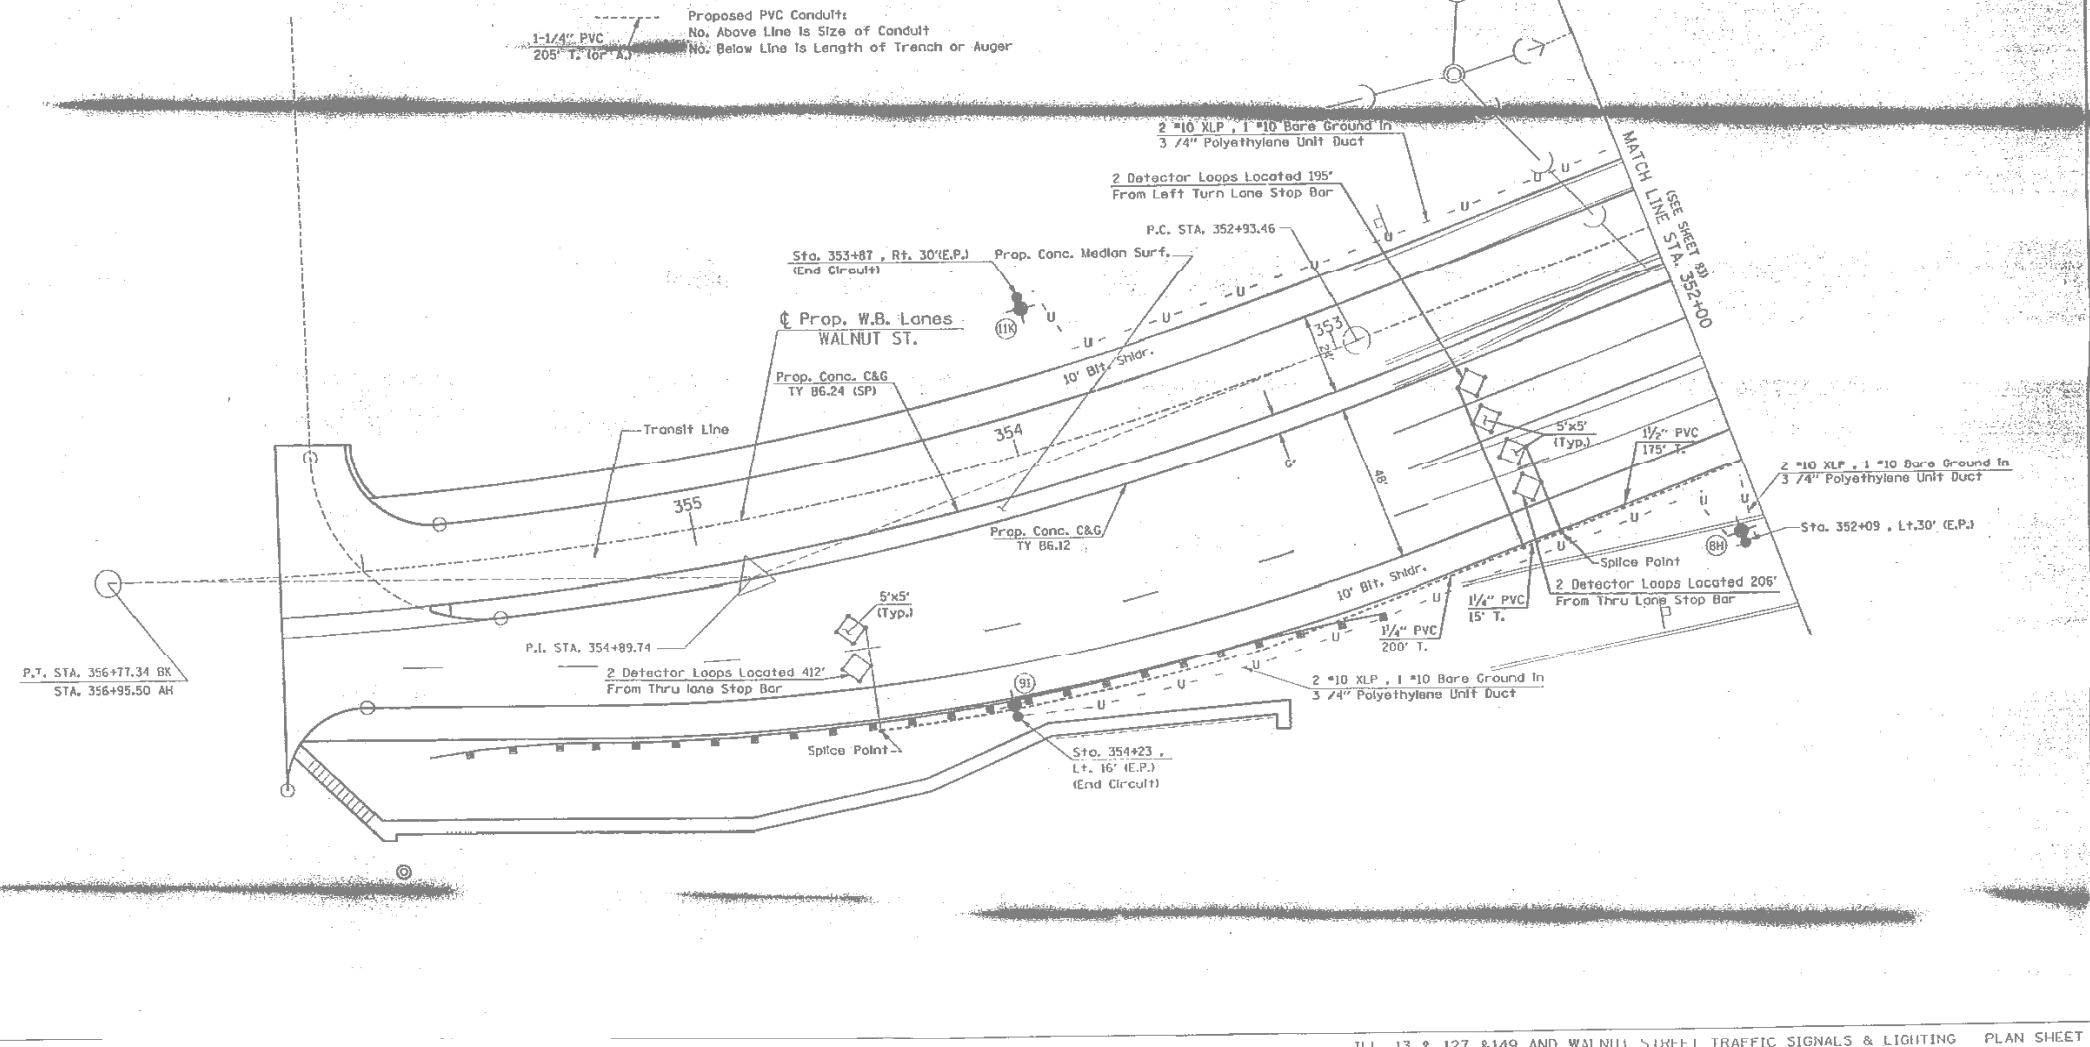 Proposed PVC Conduit:
No. Above Line Is Size of Conduit
No. Below Line Is Length of Trench or Auger
1-1/4" PVC
205' T. (or A.)
2 #10 XLP , 1 #10 Bare Ground In
3 /4" Polyethylene Unit Duct
2 Detector Loops Located 195'
From Left Turn Lane Stop Bar
P.C. STA. 352+93.46
MATCH LINE STA. 352+00
(SEE SHEET 83)
Sta. 353+87 , Rt. 30'(E.P.)
(End Circuit)
Prop. Conc. Median Surf.
11K
℄ Prop. W.B. Lanes
WALNUT ST.
10' Bit. Shldr.
353
24'
Prop. Conc. C&G
TY B6.24 (SP)
Transit Line
354
355
6'
48'
5'x5'
(Typ.)
1½" PVC
175' T.
2 #10 XLP , 1 #10 Bare Ground In
3 /4" Polyethylene Unit Duct
Sta. 352+09 , Lt.30' (E.P.)
8H
Prop. Conc. C&G
TY B6.12
Splice Point
2 Detector Loops Located 206'
From Thru Lane Stop Bar
10' Bit. Shldr.
1¼" PVC
15' T.
1¼" PVC
200' T.
5'x5'
(Typ.)
P.I. STA. 354+89.74
2 Detector Loops Located 412'
From Thru lane Stop Bar
P.T. STA. 356+77.34 BK
STA. 356+95.50 AH
9I
2 #10 XLP , 1 #10 Bare Ground In
3 /4" Polyethylene Unit Duct
Splice Point
Sta. 354+23 ,
Lt. 16' (E.P.)
(End Circuit)
U U U U U U U U U U U U U U U U U U U
ILL 13 & 127 &149 AND WALNUT STREET TRAFFIC SIGNALS & LIGHTING PLAN SHEET